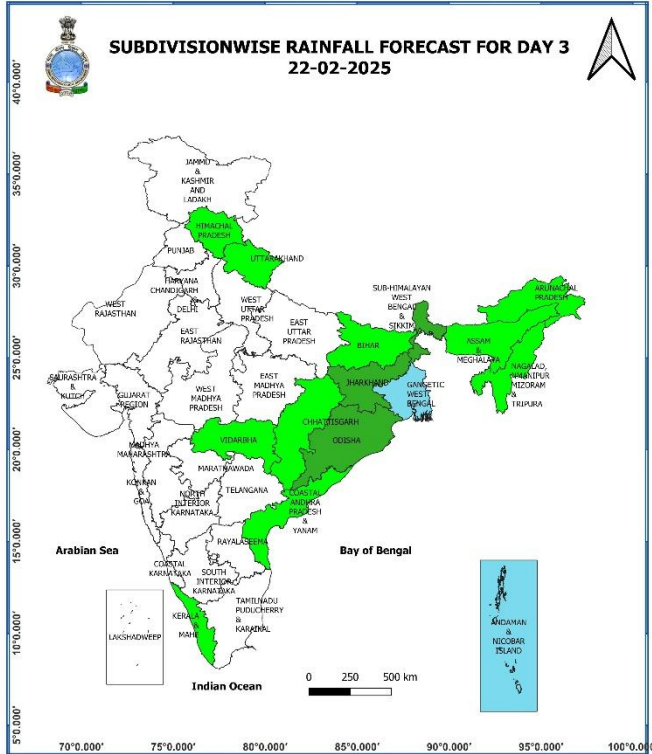 SUBDIVISIONWISE RAINFALL FORECAST FOR DAY 3
22-02-2025
40°0.000'
35°0.000'
30°0.000'
25°0.000'
20°0.000'
15°0.000'
10°0.000'
5°0.000'
JAMMU
&
KASHMIR
AND
LADAKH
HIMACHAL
PRADESH
PUNJAB
UTTARAKHAND
HARYANA
CHANDIGARH
&
DELHI
WEST
RAJASTHAN
WEST
UTTAR
PRADESH
EAST
UTTAR
PRADESH
EAST
RAJASTHAN
SUB-HIMALAYAN
WEST
BENGAL
&
SIKKIM
ARUNACHAL
PRADESH
BIHAR
ASSAM
&
MEGHALAYA
NAGALAD,
MANIPUR
MIZORAM
&
TRIPURA
SAURASHTRA
&
KUTCH
GUJARAT
REGION
WEST
MADHYA
PRADESH
EAST
MADHYA
PRADESH
JHARKHAND
GANGETIC
WEST
BENGAL
CHHATTISGARH
ODISHA
VIDARBHA
MADHYA
MAHARASHTRA
MARATHAWADA
KONKAN
&
GOA
NORTH
INTERIOR
KARNATAKA
TELANGANA
COASTAL
ANDHRA
PRADESH
&
YANAM
RAYALASEEMA
Arabian Sea
Bay of Bengal
COASTAL
KARNATAKA
SOUTH
INTERIOR
KARNATAKA
TAMILNADU
PUDUCHERRY
&
KARAIKAL
KERALA
&
MAHE
LAKSHADWEEP
ANDAMAN
&
NICOBAR
ISLAND
Indian Ocean
0 250 500 km
70°0.000' 75°0.000' 80°0.000' 85°0.000' 90°0.000' 95°0.000'